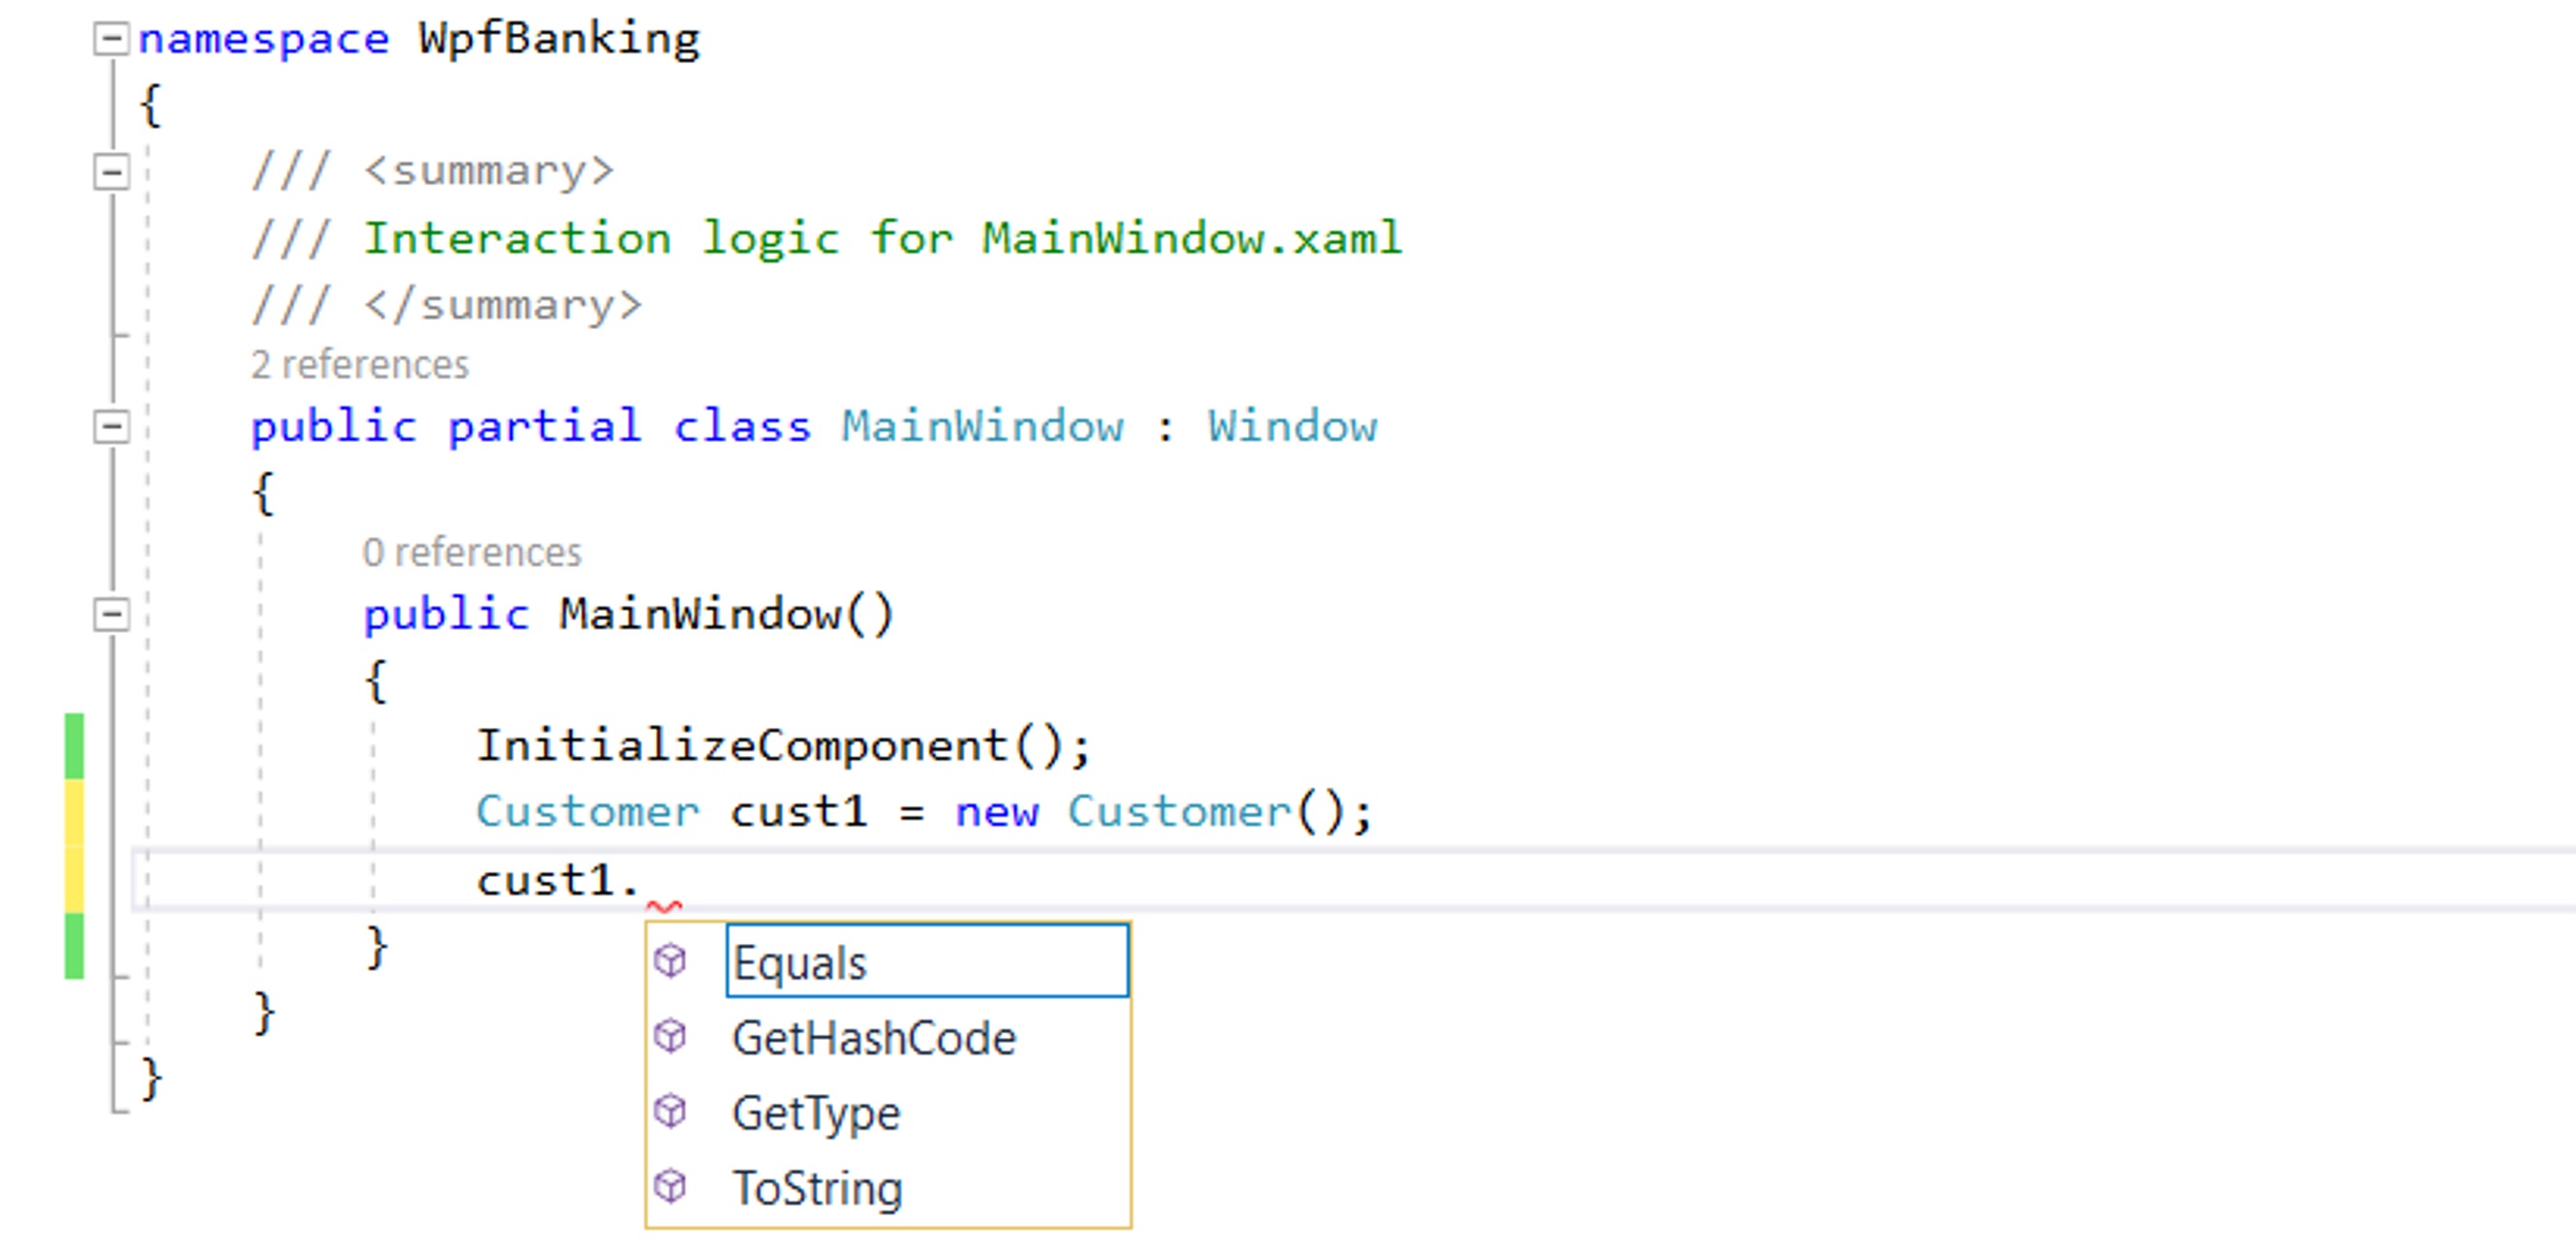 namespace WpfBanking
{
/// <summary>
/// Interaction logic for MainWindow.xaml
/// </summary>
2 references
public partial class MainWindow : Window
{
0 references
public MainWindow()
{
InitializeComponent();
Customer cust1 = new Customer();
cust1.
}
Equals
GetHashCode
}
GetType
}
ToString